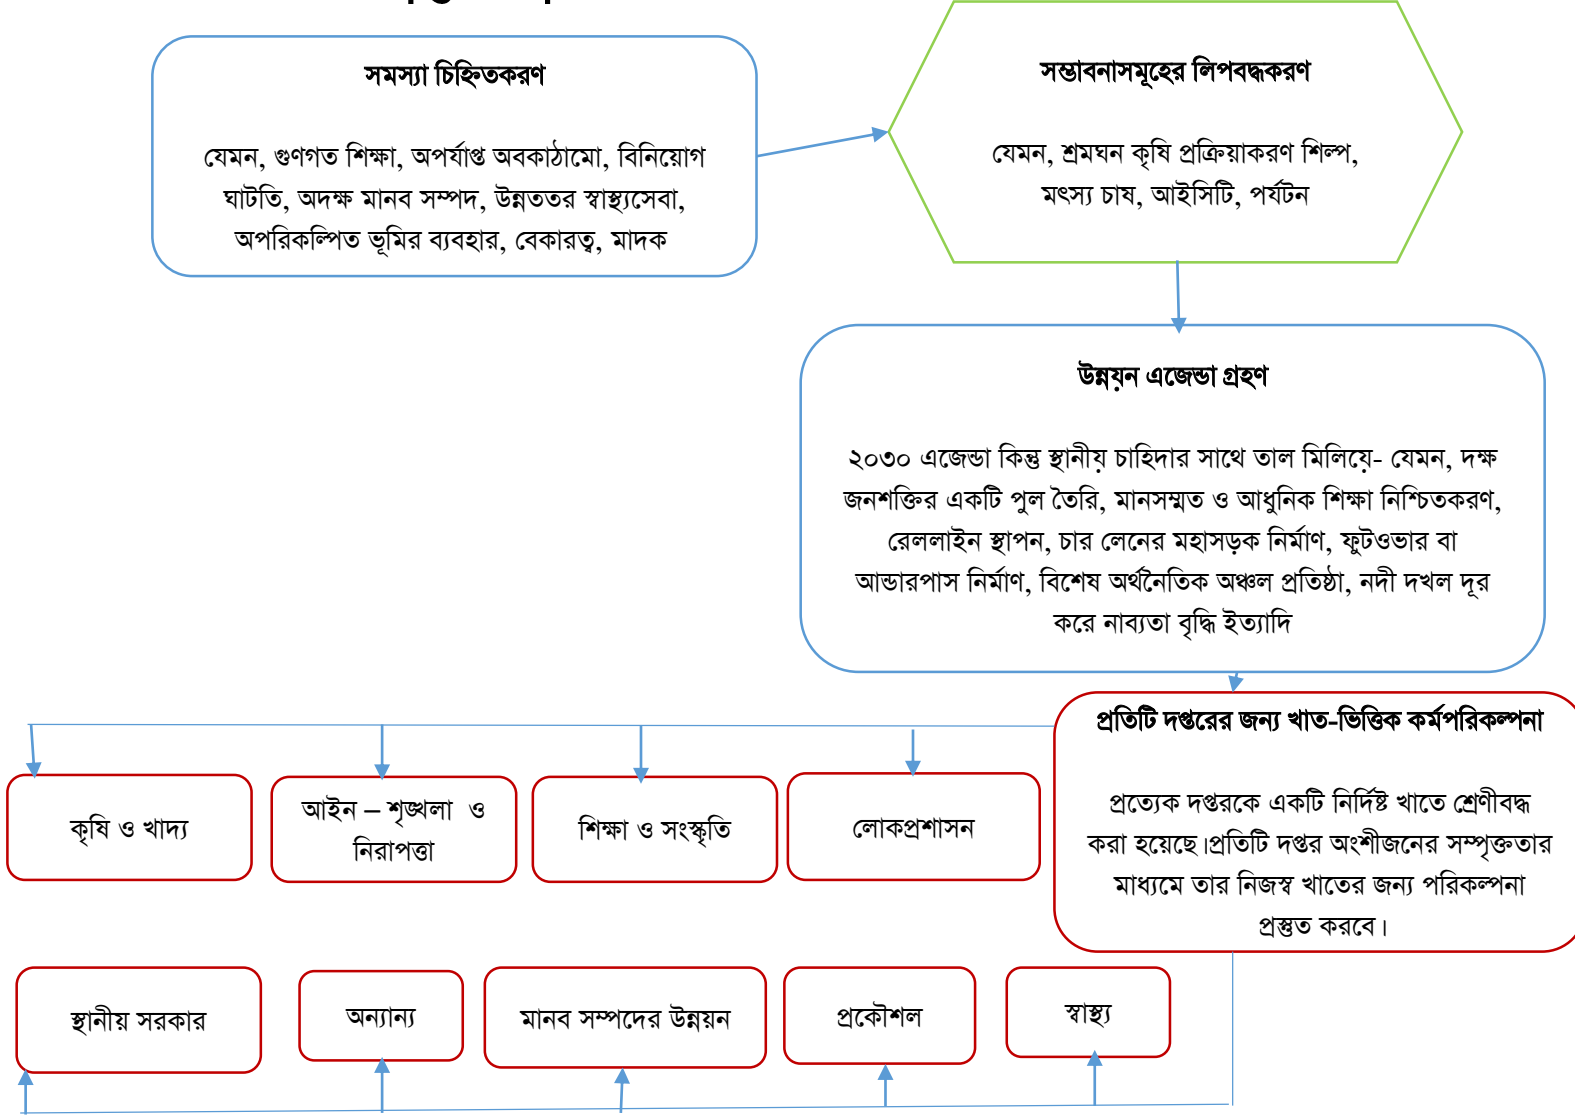 সমস্যা চিহ্নিতকরণ
যেমন, গুণগত শিক্ষা, অপর্যাপ্ত অবকাঠামো, বিনিয়োগ
ঘাটতি, অদক্ষ মানব সম্পদ, উন্নততর স্বাস্থ্যসেবা,
অপরিকল্পিত ভূমির ব্যবহার, বেকারত্ব, মাদক
সম্ভাবনাসমূহের লিপবদ্ধকরণ
যেমন, শ্রমঘন কৃষি প্রক্রিয়াকরণ শিল্প,
মৎস্য চাষ, আইসিটি, পর্যটন
উন্নয়ন এজেন্ডা গ্রহণ
২০৩০ এজেন্ডা কিন্তু স্থানীয় চাহিদার সাথে তাল মিলিয়ে- যেমন, দক্ষ
জনশক্তির একটি পুল তৈরি, মানসম্মত ও আধুনিক শিক্ষা নিশ্চিতকরণ,
রেললাইন স্থাপন, চার লেনের মহাসড়ক নির্মাণ, ফুটওভার বা
আন্ডারপাস নির্মাণ, বিশেষ অর্থনৈতিক অঞ্চল প্রতিষ্ঠা, নদী দখল দূর
করে নাব্যতা বৃদ্ধি ইত্যাদি
প্রতিটি দপ্তরের জন্য খাত-ভিত্তিক কর্মপরিকল্পনা
প্রত্যেক দপ্তরকে একটি নির্দিষ্ট খাতে শ্রেণীবদ্ধ
করা হয়েছে।প্রতিটি দপ্তর অংশীজনের সম্পৃক্ততার
মাধ্যমে তার নিজস্ব খাতের জন্য পরিকল্পনা
প্রস্তুত করবে।
কৃষি ও খাদ্য
আইন – শৃঙ্খলা ও
নিরাপত্তা
শিক্ষা ও সংস্কৃতি
লোকপ্রশাসন
স্থানীয় সরকার
অন্যান্য
মানব সম্পদের উন্নয়ন
প্রকৌশল
স্বাস্থ্য